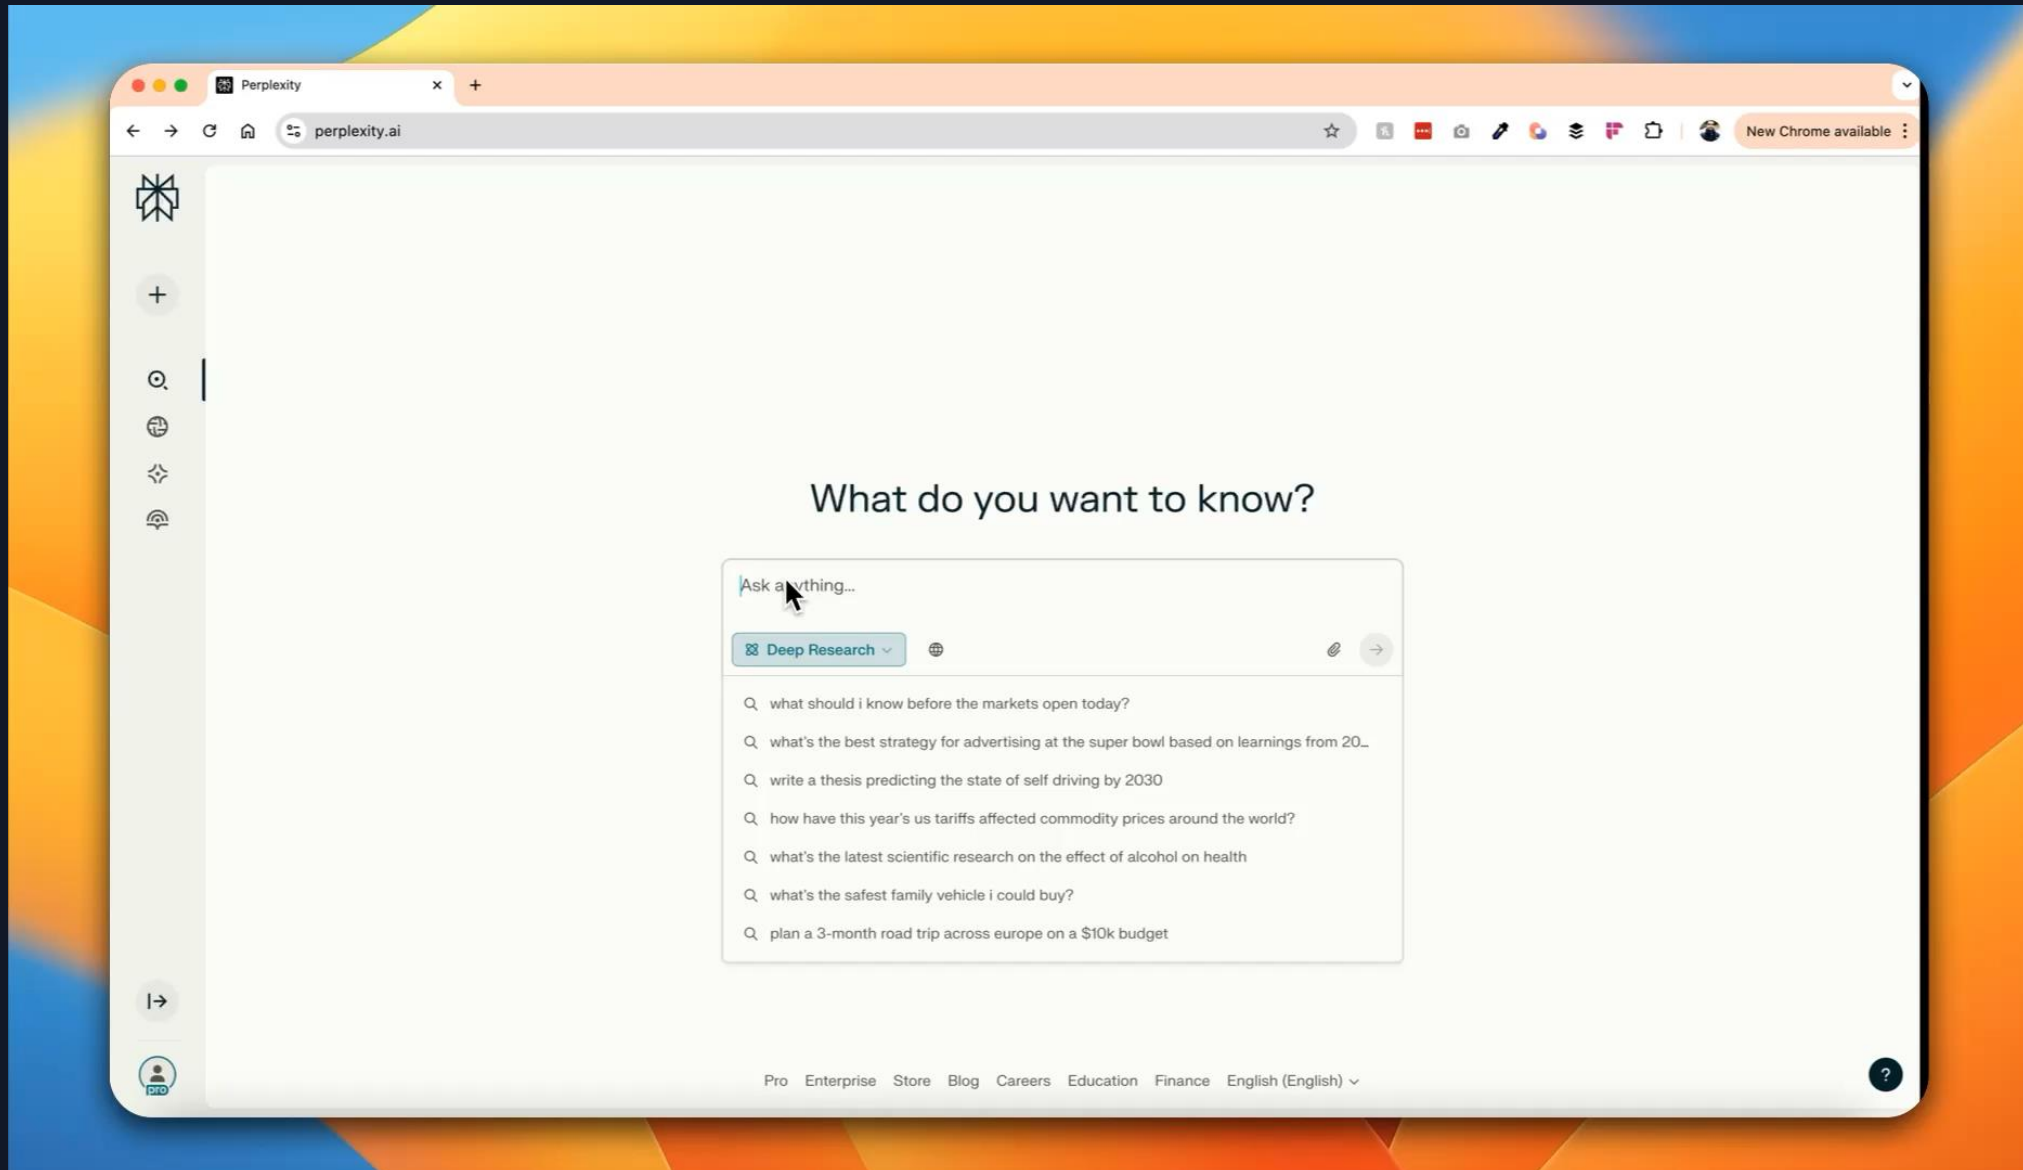 Perplexity
perplexity.ai
New Chrome available
What do you want to know?
Ask anything...
Deep Research
what should i know before the markets open today?
what's the best strategy for advertising at the super bowl based on learnings from 20...
write a thesis predicting the state of self driving by 2030
how have this year's us tariffs affected commodity prices around the world?
what's the latest scientific research on the effect of alcohol on health
what's the safest family vehicle i could buy?
plan a 3-month road trip across europe on a $10k budget
pro
Pro Enterprise Store Blog Careers Education Finance English (English)
?